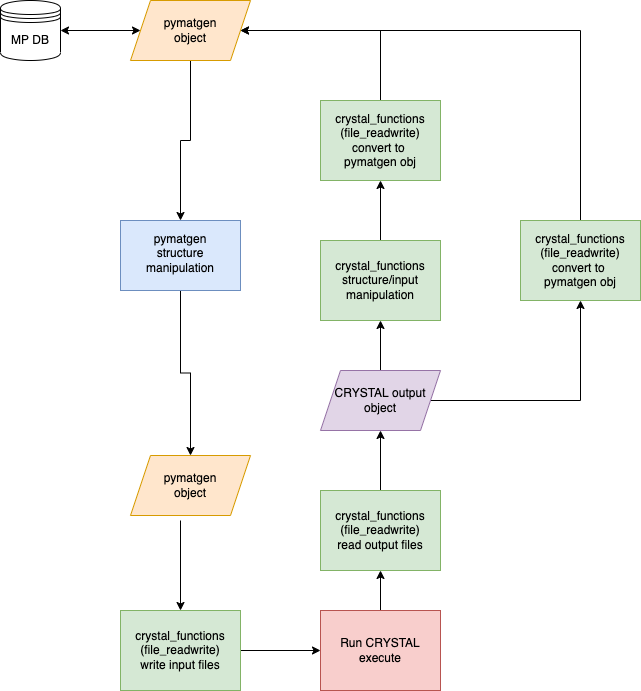 MP DB
pymatgen
object
crystal_functions
(file_readwrite)
convert to
pymatgen obj
pymatgen
structure
manipulation
crystal_functions
structure/input
manipulation
crystal_functions
(file_readwrite)
convert to
pymatgen obj
CRYSTAL output
object
pymatgen
object
crystal_functions
(file_readwrite)
read output files
crystal_functions
(file_readwrite)
write input files
Run CRYSTAL
execute